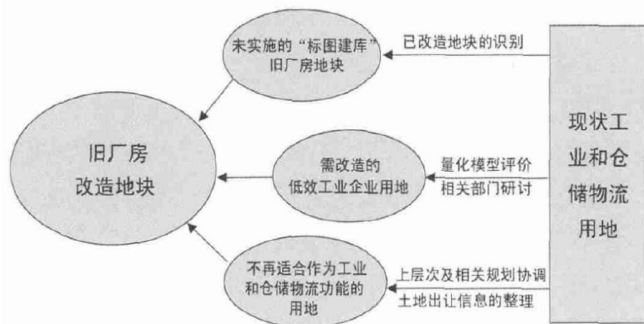 未实施的“标图建库”
旧厂房地块
已改造地块的识别
旧厂房
改造地块
需改造的
低效工业企业用地
量化模型评价
相关部门研讨
现状工
业和仓
储物流
用地
不再适合作为工业
和仓储物流功能的
用地
上层次及相关规划协调
土地出让信息的整理